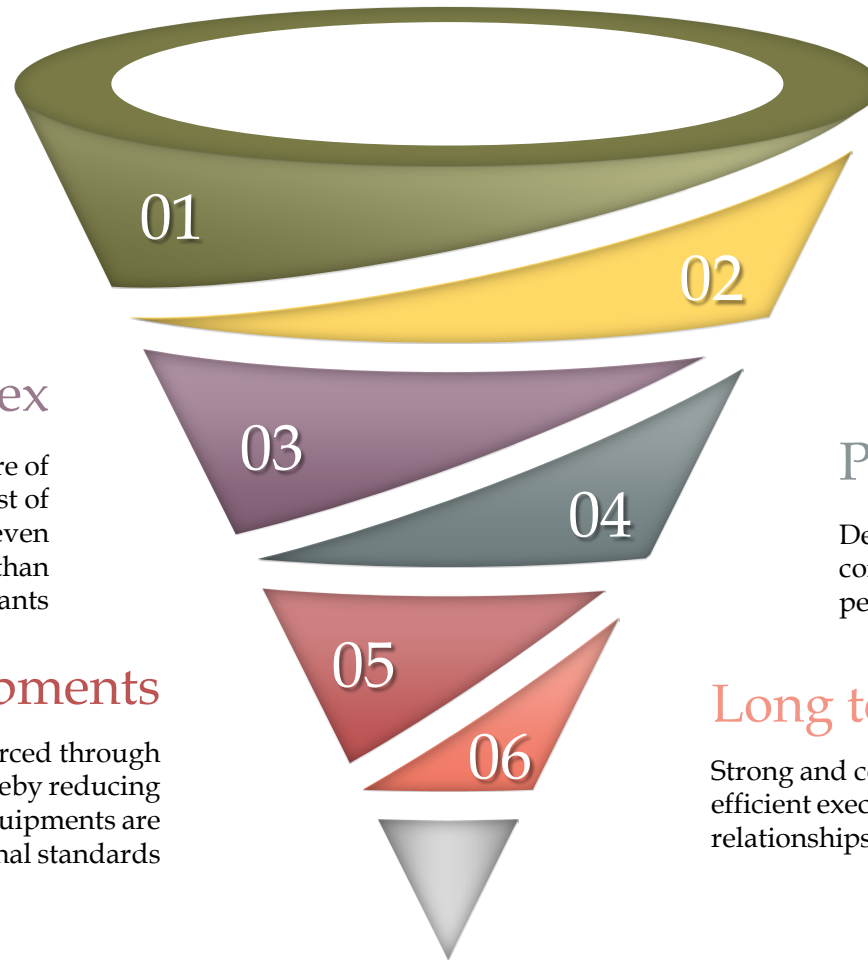 01
02
03
04
05
06
ex
re of
st of
even
than
ants
pments
rced through
eby reducing
uipments are
nal standards
P
De
co
pe
Long t
Strong and c
efficient exec
relationships